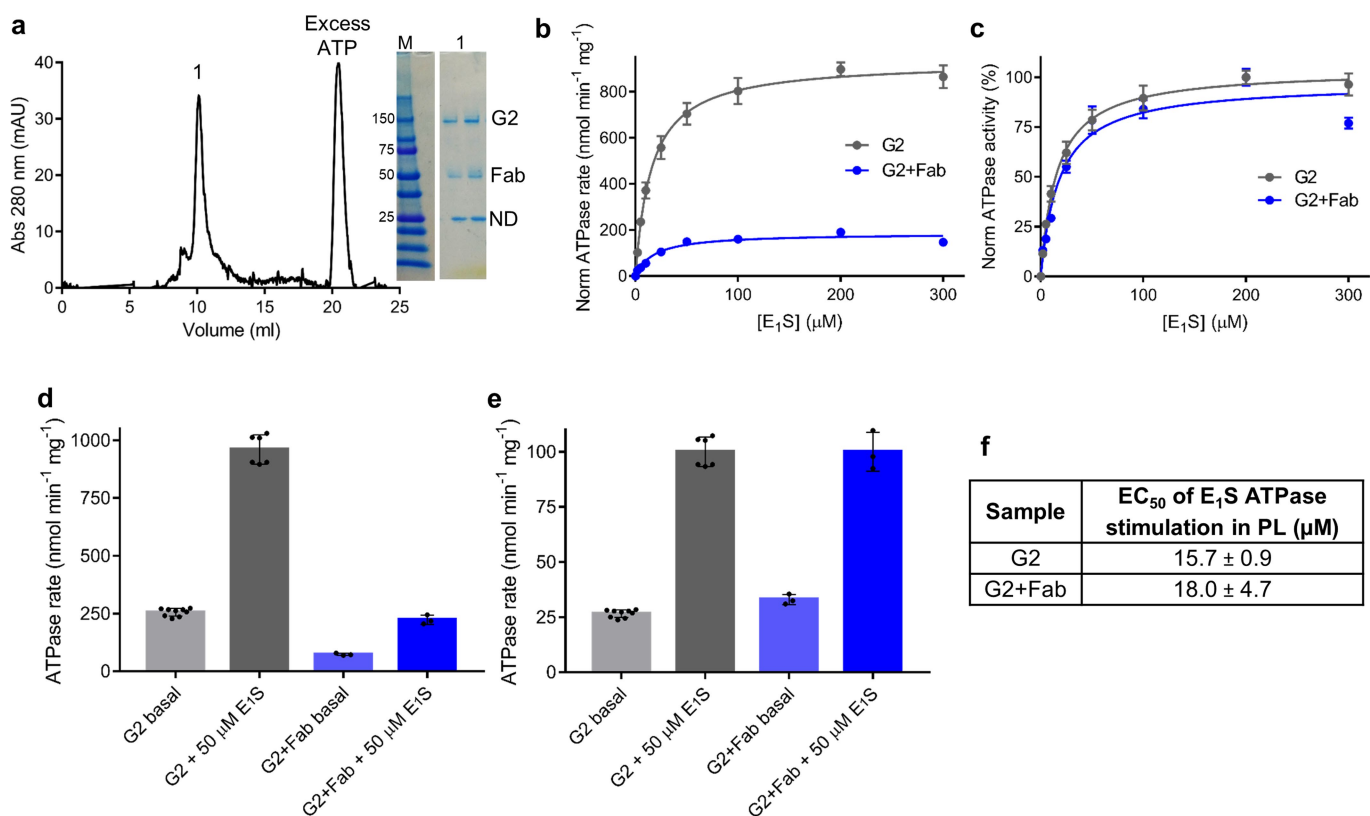 a
Excess
ATP
M
1
1
Abs 280 nm (mAU)
40
30
20
10
0
0
5
10
15
20
25
Volume (ml)
150
75
50
25
G2
Fab
ND
b
Norm ATPase rate (nmol min⁻¹ mg⁻¹)
800
600
400
200
0
0
100
200
300
[E₁S] (μM)
G2
G2+Fab
c
Norm ATPase activity (%)
100
75
50
25
0
0
100
200
300
[E₁S] (μM)
G2
G2+Fab
d
ATPase rate (nmol min⁻¹ mg⁻¹)
1000
750
500
250
0
G2 basal
G2 + 50 μM E₁S
G2+Fab basal
G2+Fab + 50 μM E₁S
e
ATPase rate (nmol min⁻¹ mg⁻¹)
100
75
50
25
0
G2 basal
G2 + 50 μM E₁S
G2+Fab basal
G2+Fab + 50 μM E₁S
f
Sample
EC₅₀ of E₁S ATPase
stimulation in PL (μM)
G2
15.7 ± 0.9
G2+Fab
18.0 ± 4.7